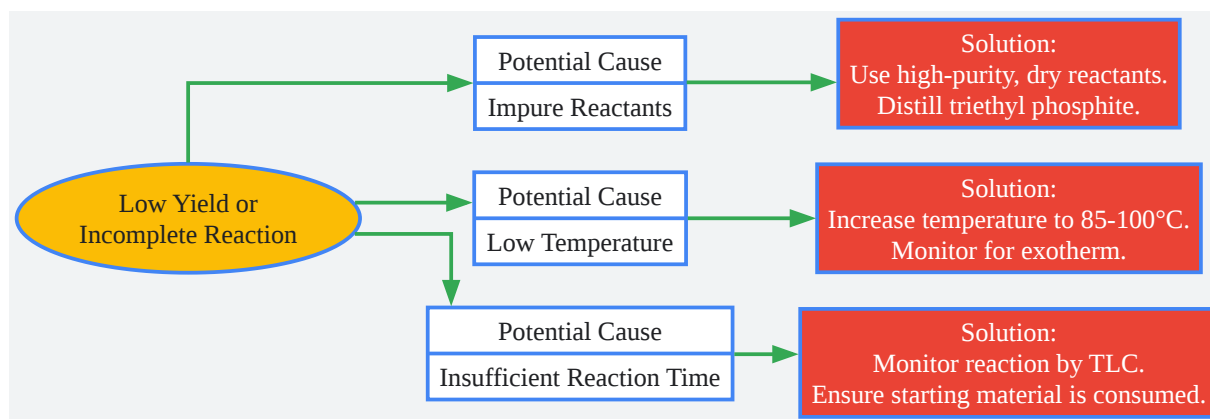 Low Yield or
Incomplete Reaction
Potential Cause
Impure Reactants
Solution:
Use high-purity, dry reactants.
Distill triethyl phosphite.
Potential Cause
Low Temperature
Solution:
Increase temperature to 85-100°C.
Monitor for exotherm.
Potential Cause
Insufficient Reaction Time
Solution:
Monitor reaction by TLC.
Ensure starting material is consumed.